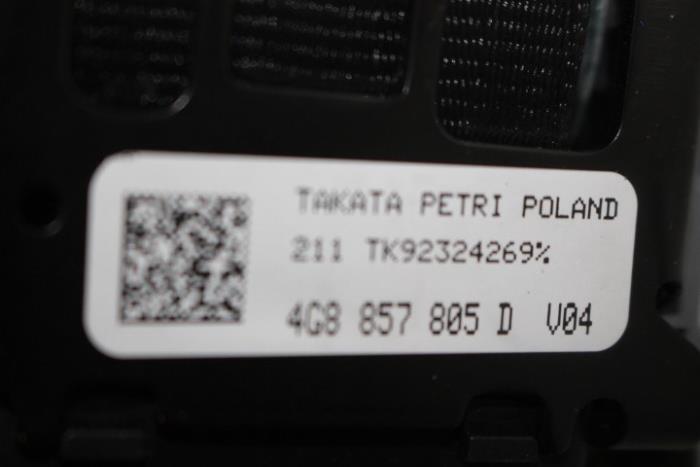 TAKATA PETRI POLAND
211 TK92324269%
4G8 857 805 D V04